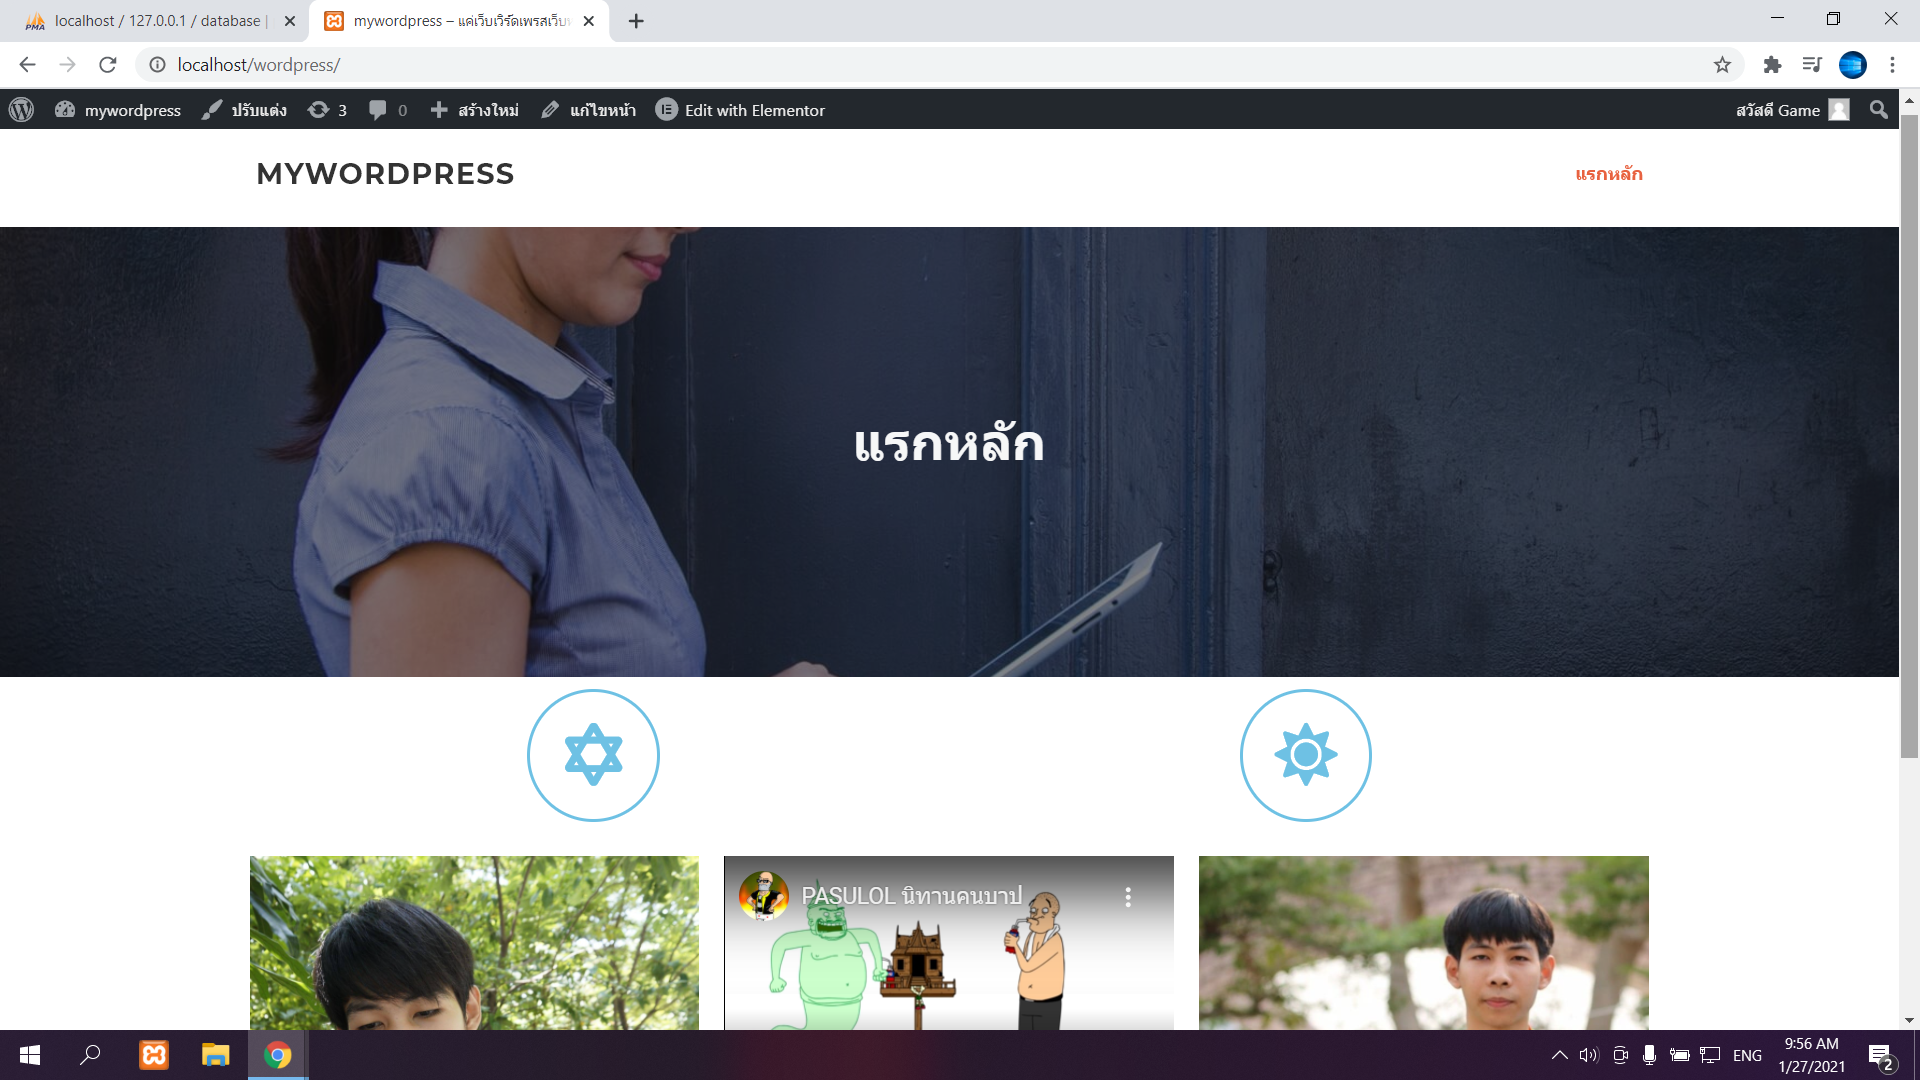 localhost / 127.0.0.1 / database |
mywordpress – แค่เว็บเวิร์ดเพรสเว็บ
localhost/wordpress/
mywordpress
ปรับแต่ง
3
0
สร้างใหม่
แก้ไขหน้า
Edit with Elementor
สวัสดี Game
MYWORDPRESS
แรกหลัก
แรกหลัก
PASULOL นิทานคนบาป
ENG
9:56 AM
1/27/2021
2